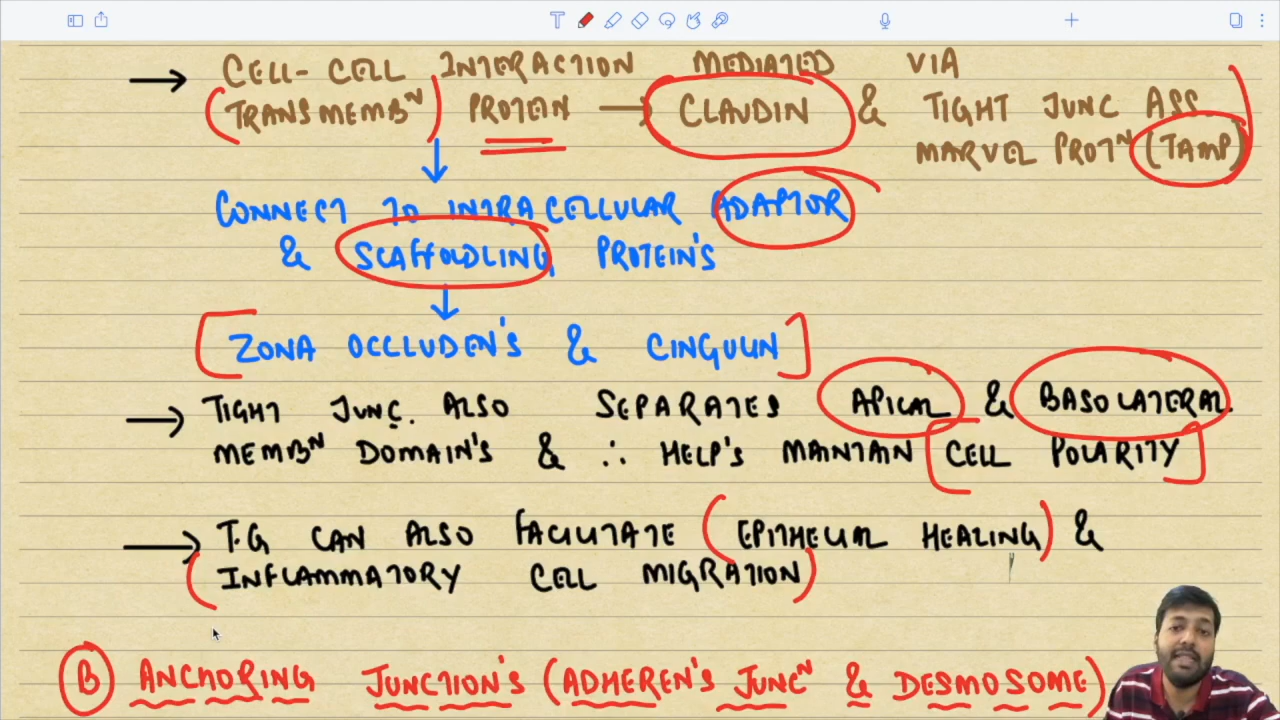 → CELL-CELL INTERACTION MEDIATED VIA
(TRANSMEMBᴺ) PROTEIN → CLAUDIN & TIGHT JUNC ASS
MARVEL PROTᴺ (TAMP)
↓
CONNECT TO INTRACELLULAR ADAPTOR
& SCAFFOLDLING PROTEIN'S
↓
[ZONA OCCLUDEN'S & CINGULIN]
→ TIGHT JUNC. ALSO SEPARATES APICAL & BASOLATERAL
MEMBᴺ DOMAIN'S & ∴ HELP'S MAINTAIN [CELL POLARITY]
→ T.G CAN ALSO FACILITATE (EPITHELIAL HEALING) &
(INFLAMMATORY CELL MIGRATION)
B ANCHORING JUNCTION'S (ADHEREN'S JUNCᴺ & DESMOSOME)